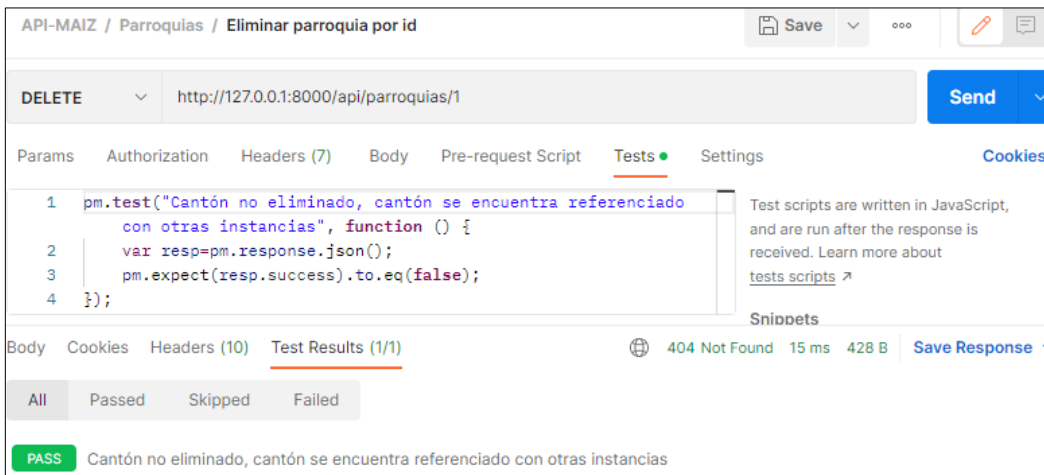 API-MAIZ / Parroquias / Eliminar parroquia por id
Save
DELETE http://127.0.0.1:8000/api/parroquias/1 Send
Params Authorization Headers (7) Body Pre-request Script Tests Settings Cookies
1 pm.test("Cantón no eliminado, cantón se encuentra referenciado
con otras instancias", function () {
2 var resp=pm.response.json();
3 pm.expect(resp.success).to.eq(false);
4 });
Test scripts are written in JavaScript,
and are run after the response is
received. Learn more about
tests scripts ↗
Snippets
Body Cookies Headers (10) Test Results (1/1) 404 Not Found 15 ms 428 B Save Response
All Passed Skipped Failed
PASS Cantón no eliminado, cantón se encuentra referenciado con otras instancias